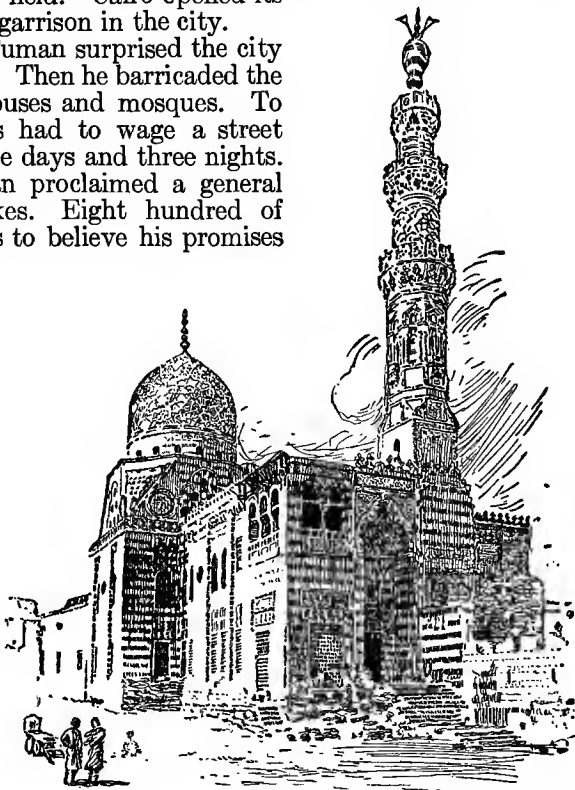 garrison in the city.
uman surprised the city
Then he barricaded the
ouses and mosques. To
s had to wage a street
e days and three nights.
n proclaimed a general
kes. Eight hundred of
s to believe his promises